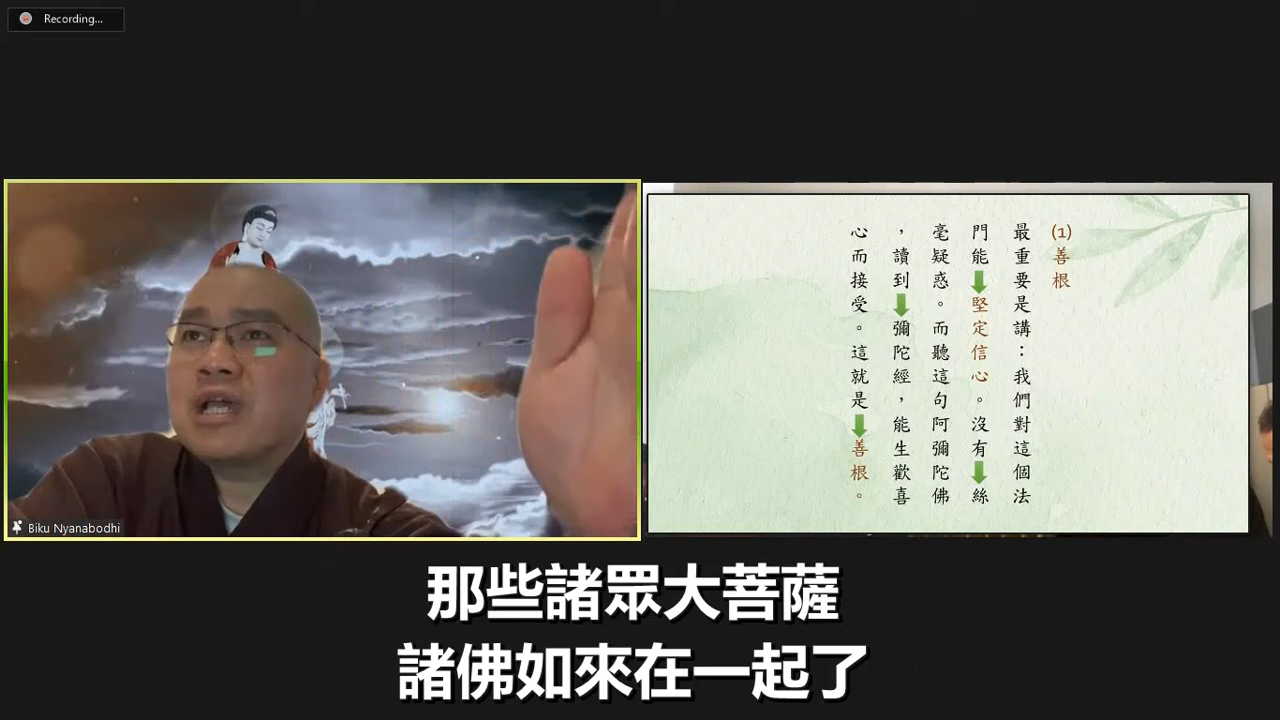 Recording...
(1)善根
最重要是講：我們對這個法
門能堅定信心。沒有絲
毫疑惑。而聽這句阿彌陀佛
，讀到彌陀經，能生歡喜
心而接受。這就是善根。
Biku Nyanabodhi
那些諸眾大菩薩
諸佛如來在一起了